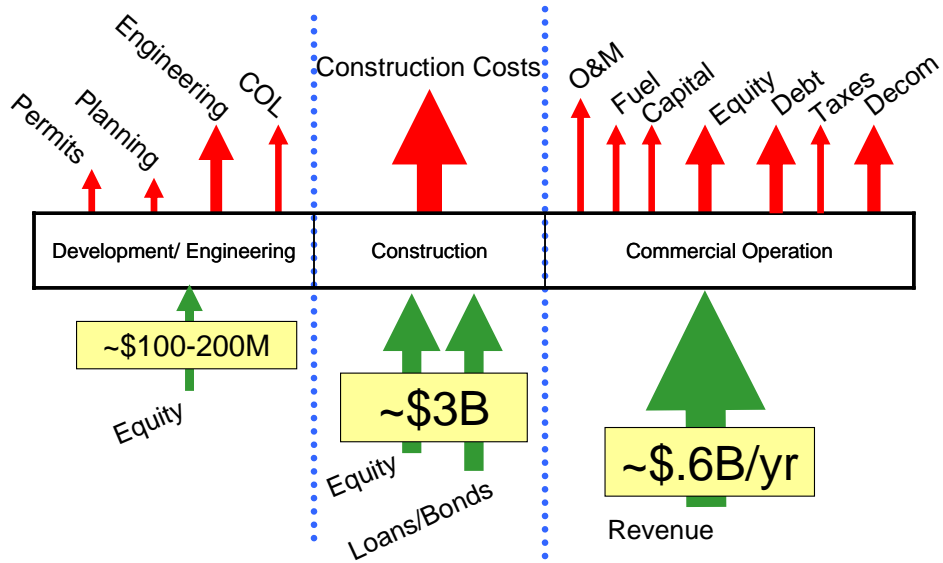 Permits
Planning
Engineering
COL
Construction Costs
O&M
Fuel
Capital
Equity
Debt
Taxes
Decom
Development/ Engineering
Construction
Commercial Operation
~$100-200M
Equity
~$3B
Equity
Loans/Bonds
~$.6B/yr
Revenue